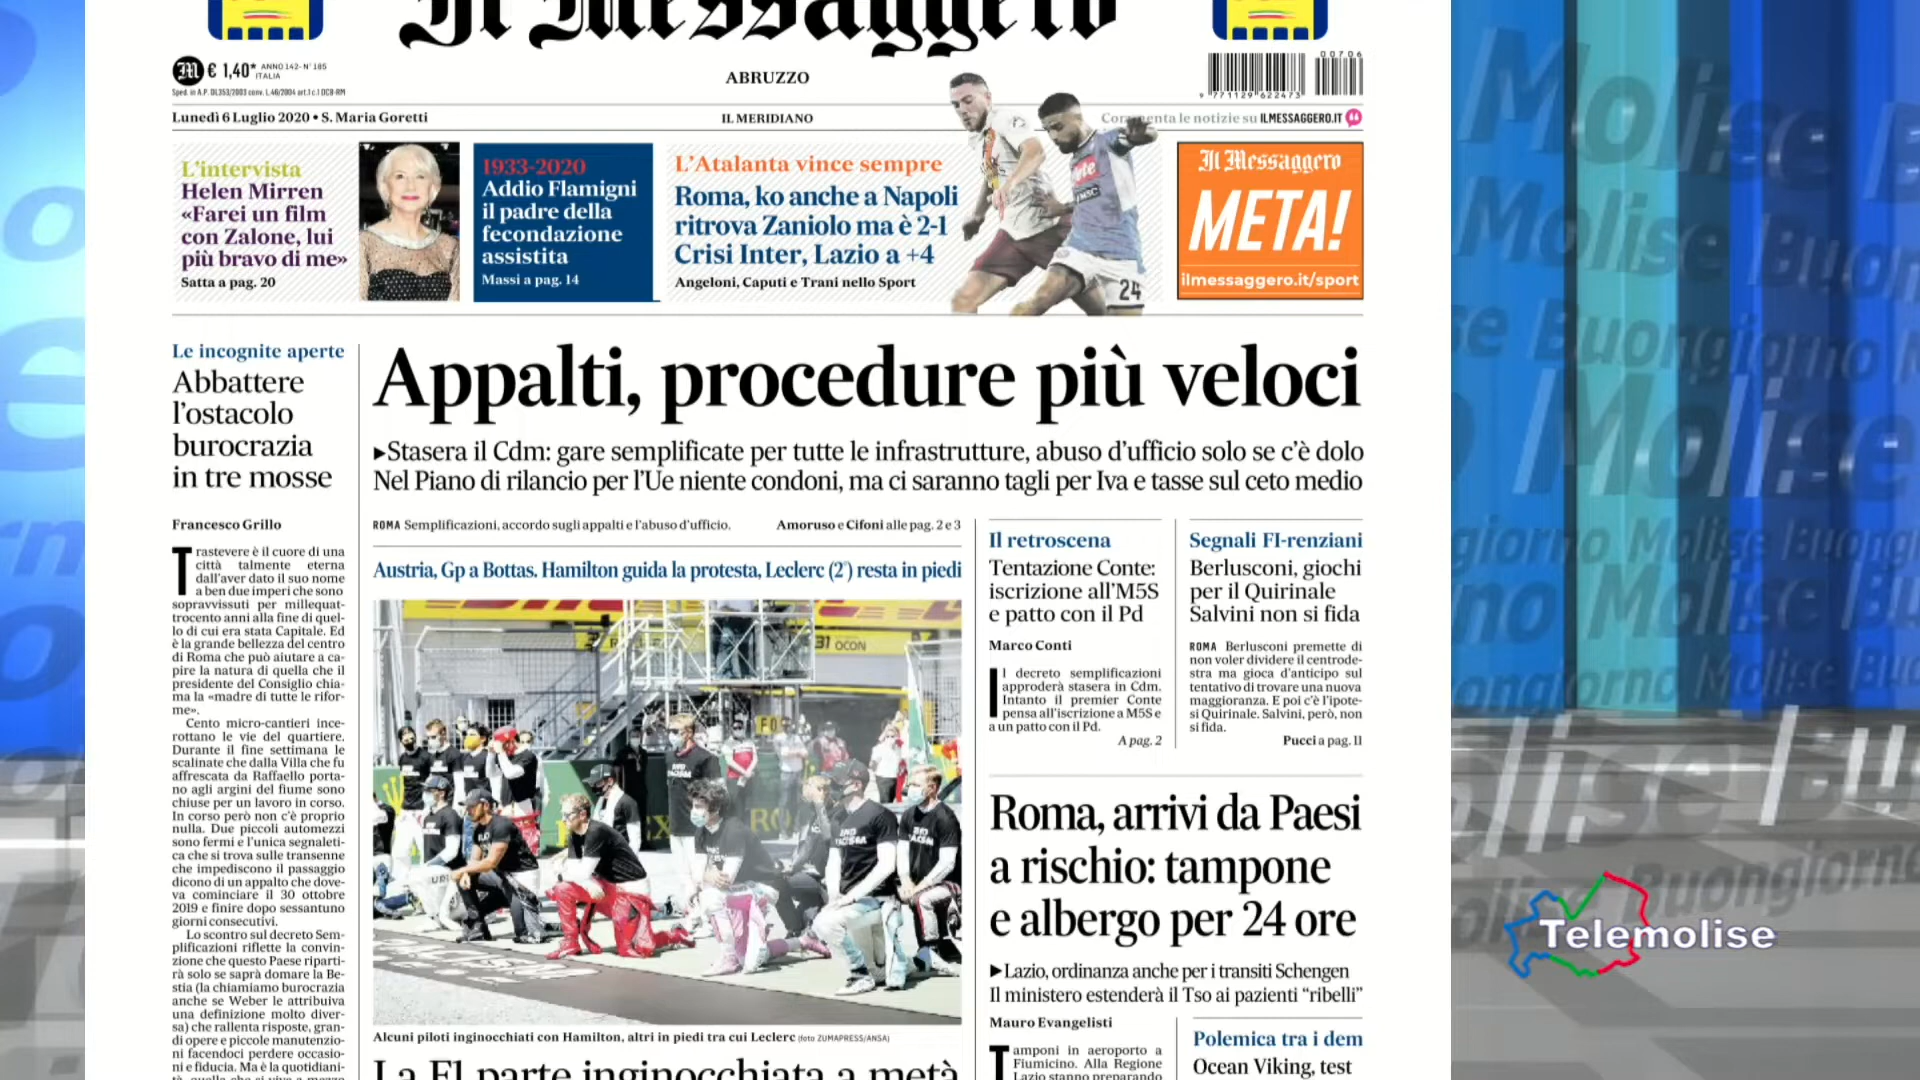 Il Messaggero
€ 1,40* ANNO 142- N° 185
ITALIA
Sped. in A.P. DL353/2003 conv. L.46/2004 art.1 c.1 DCB-RM
ABRUZZO
00706
9 771129 622473
Lunedì 6 Luglio 2020 • S. Maria Goretti
IL MERIDIANO
Commenta le notizie su ILMESSAGGERO.IT
L'intervista
Helen Mirren
«Farei un film
con Zalone, lui
più bravo di me»
Satta a pag. 20
1933-2020
Addio Flamigni
il padre della
fecondazione
assistita
Massi a pag. 14
L'Atalanta vince sempre
Roma, ko anche a Napoli
ritrova Zaniolo ma è 2-1
Crisi Inter, Lazio a +4
Angeloni, Caputi e Trani nello Sport
24
Il Messaggero
META!
ilmessaggero.it/sport
Le incognite aperte
Abbattere
l'ostacolo
burocrazia
in tre mosse
Francesco Grillo
Trastevere è il cuore di una
città talmente eterna
dall'aver dato il suo nome
a ben due imperi che sono
sopravvissuti per millequat-
trocento anni alla fine di quel-
lo di cui era stata Capitale. Ed
è la grande bellezza del centro
di Roma che può aiutare a ca-
pire la natura di quella che il
presidente del Consiglio chia-
ma la «madre di tutte le rifor-
me».
Cento micro-cantieri ince-
rottano le vie del quartiere.
Durante il fine settimana le
scalinate che dalla Villa che fu
affrescata da Raffaello porta-
no agli argini del fiume sono
chiuse per un lavoro in corso.
In corso però non c'è proprio
nulla. Due piccoli automezzi
sono fermi e l'unica segnaleti-
ca che si trova sulle transenne
che impediscono il passaggio
dicono di un appalto che dove-
va cominciare il 30 ottobre
2019 e finire dopo sessantuno
giorni consecutivi.
Lo scontro sul decreto Sem-
plificazioni riflette la convin-
zione che questo Paese riparti-
rà solo se saprà domare la Be-
stia (la chiamiamo burocrazia
anche se Weber le attribuiva
una definizione molto diver-
sa) che rallenta risposte, gran-
di opere e piccole manutenzio-
ni facendoci perdere occasio-
ni e fiducia. Ma è la quotidiani-
Appalti, procedure più veloci
▸Stasera il Cdm: gare semplificate per tutte le infrastrutture, abuso d'ufficio solo se c'è dolo
Nel Piano di rilancio per l'Ue niente condoni, ma ci saranno tagli per Iva e tasse sul ceto medio
ROMA Semplificazioni, accordo sugli appalti e l'abuso d'ufficio. Amoruso e Cifoni alle pag. 2 e 3
Austria, Gp a Bottas. Hamilton guida la protesta, Leclerc (2°) resta in piedi
31 OCON
END
RACISM
Alcuni piloti inginocchiati con Hamilton, altri in piedi tra cui Leclerc (foto ZUMAPRESS/ANSA)
La F1 parte inginocchiata a metà
Il retroscena
Tentazione Conte:
iscrizione all'M5S
e patto con il Pd
Marco Conti
Il decreto semplificazioni
approderà stasera in Cdm.
Intanto il premier Conte
pensa all'iscrizione a M5S e
a un patto con il Pd.
A pag. 2
Segnali FI-renziani
Berlusconi, giochi
per il Quirinale
Salvini non si fida
ROMA Berlusconi premette di
non voler dividere il centrode-
stra ma gioca d'anticipo sul
tentativo di trovare una nuova
maggioranza. E poi c'è l'ipote-
si Quirinale. Salvini, però, non
si fida.
Pucci a pag. 11
Roma, arrivi da Paesi
a rischio: tampone
e albergo per 24 ore
▸Lazio, ordinanza anche per i transiti Schengen
Il ministero estenderà il Tso ai pazienti “ribelli”
Mauro Evangelisti
Tamponi in aeroporto a
Fiumicino. Alla Regione
Lazio stanno preparando
Polemica tra i dem
Ocean Viking, test
Buongiorno Molise
Telemolise